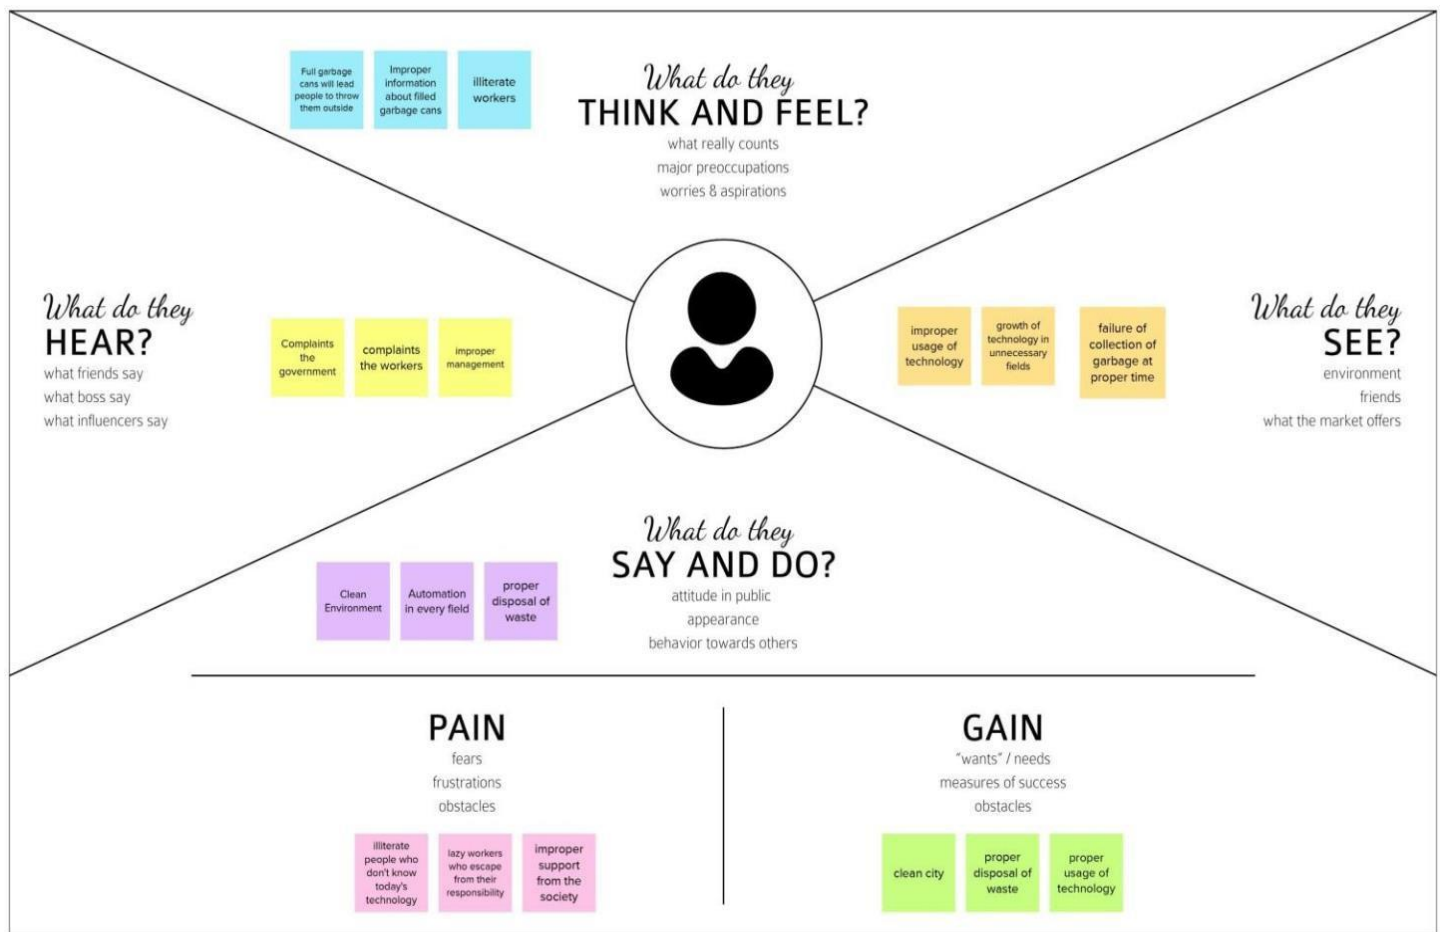 Full garbage
cans will lead
people to throw
them outside
Improper
information
about filled
garbage cans
illiterate
workers
What do they
THINK AND FEEL?
what really counts
major preoccupations
worries & aspirations
What do they
HEAR?
what friends say
what boss say
what influencers say
Complaints
the
government
complaints
the workers
improper
management
improper
usage of
technology
growth of
technology in
unnecessary
fields
failure of
collection of
garbage at
proper time
What do they
SEE?
environment
friends
what the market offers
What do they
SAY AND DO?
attitude in public
appearance
behavior towards others
Clean
Environment
Automation
in every field
proper
disposal of
waste
PAIN
fears
frustrations
obstacles
illiterate
people who
don't know
today's
technology
lazy workers
who escape
from their
responsibility
improper
support
from the
society
GAIN
"wants" / needs
measures of success
obstacles
clean city
proper
disposal of
waste
proper
usage of
technology